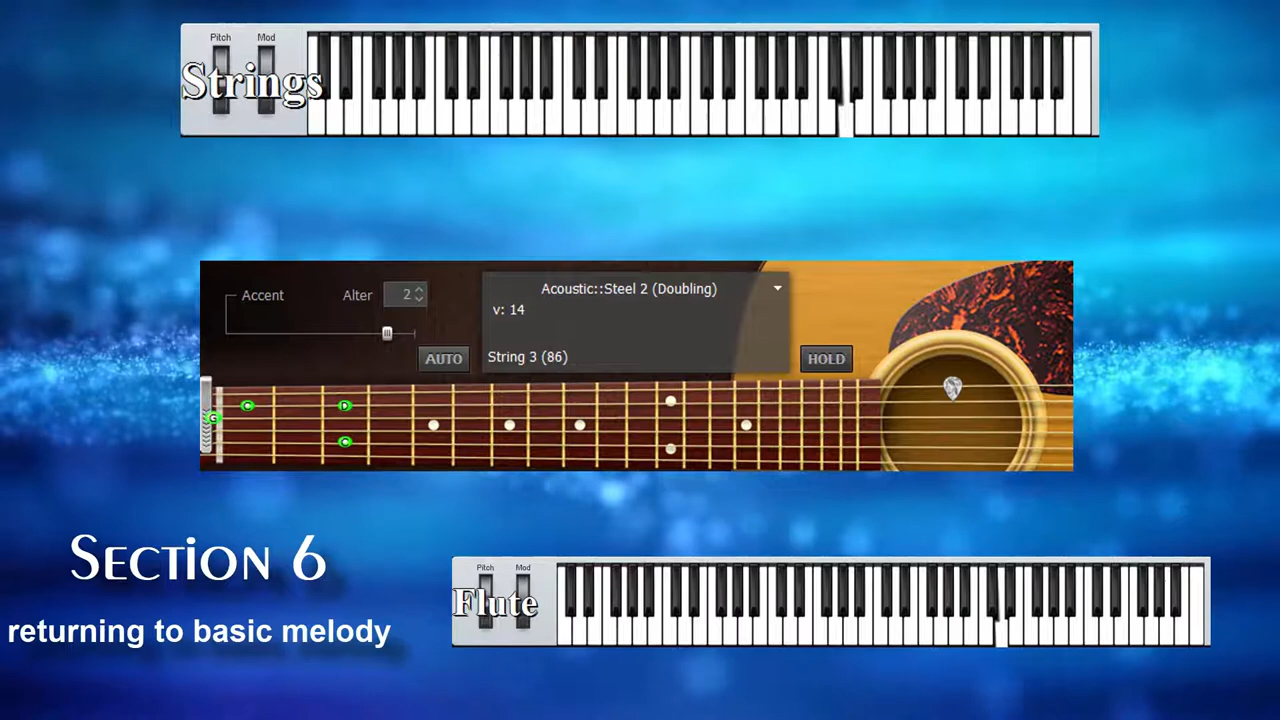 Pitch Mod
Strings
Accent
Alter 2
Acoustic::Steel 2 (Doubling)
v: 14
AUTO
String 3 (86)
HOLD
C D
G
C
SECTiON 6
returning to basic melody
Pitch Mod
Flute